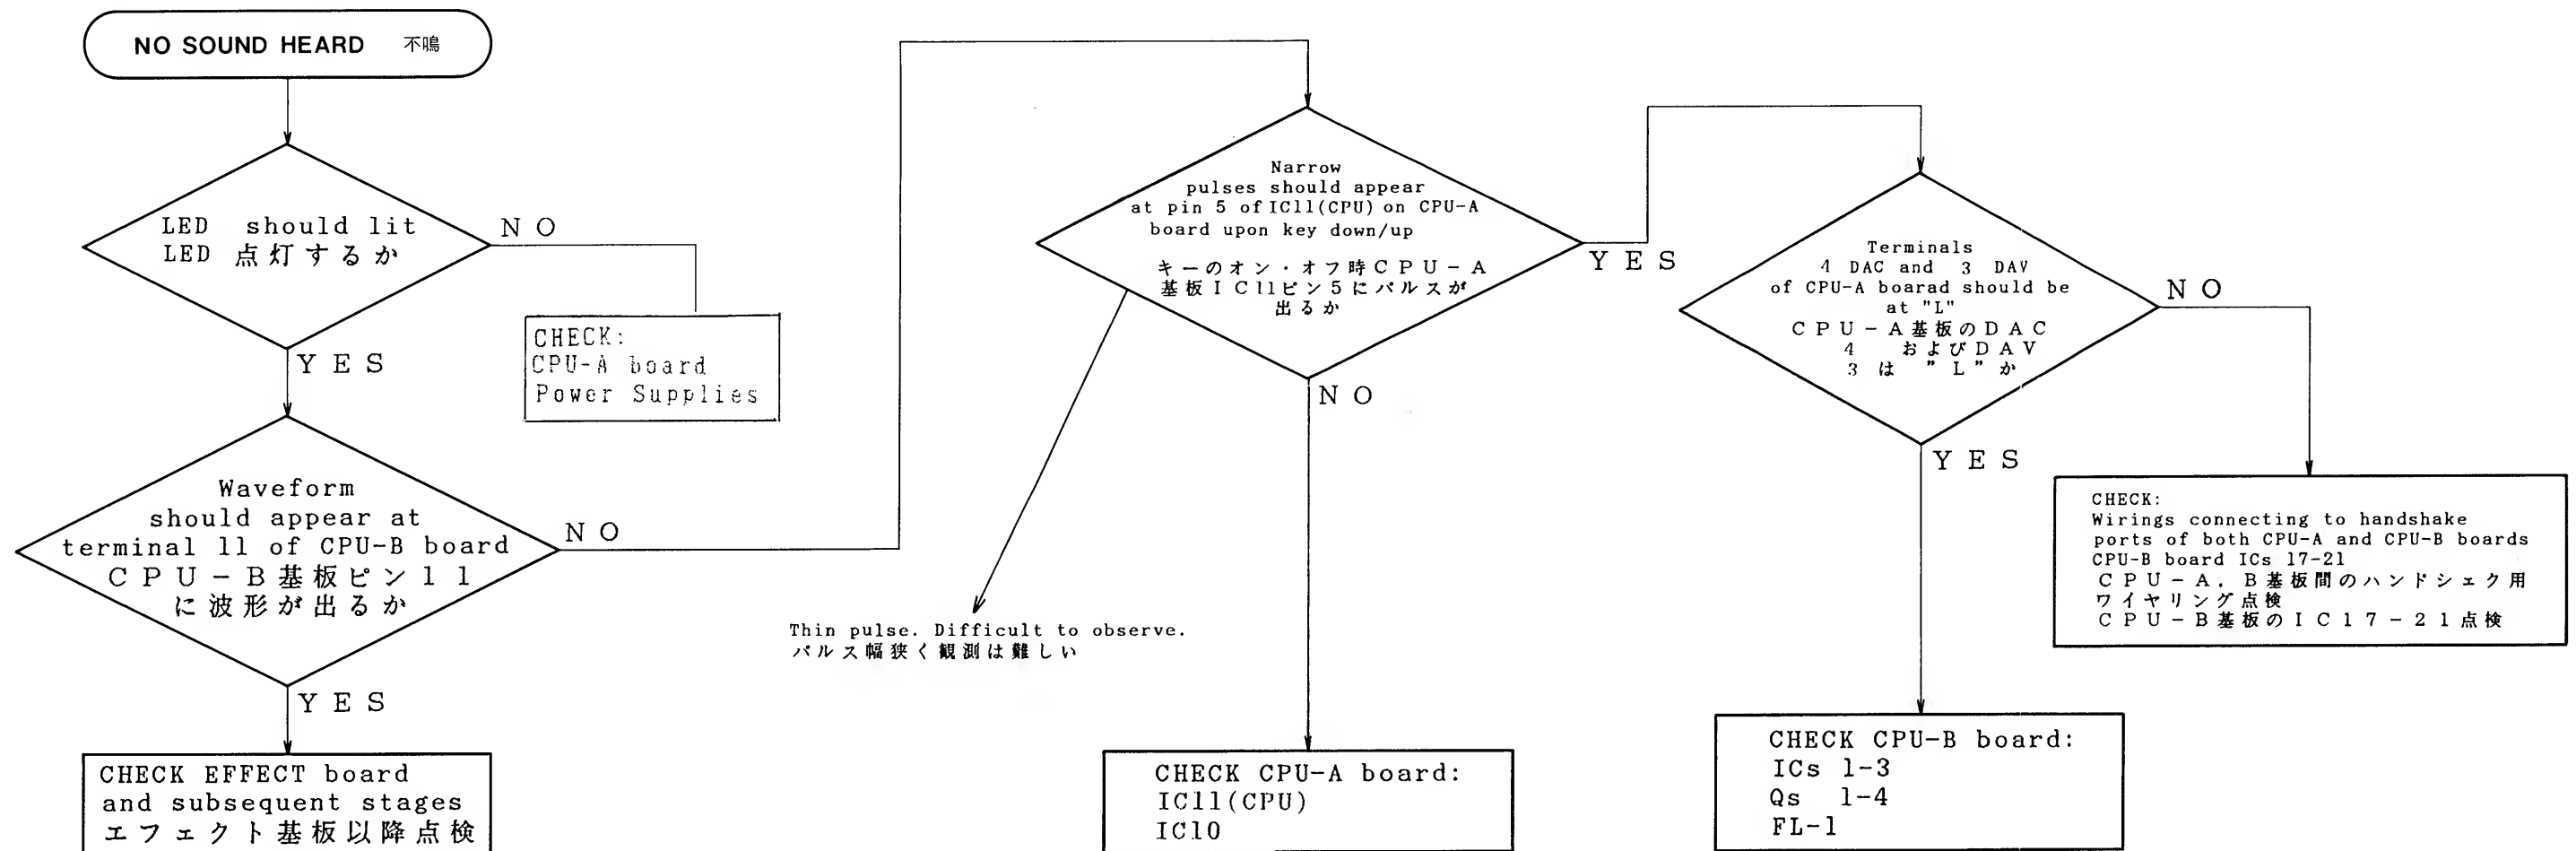 NO SOUND HEARD 不鳴
LED should lit
LED 点灯するか
NO
YES
CHECK:
CPU-A board
Power Supplies
Waveform
should appear at
terminal 11 of CPU-B board
CPU-B基板ピン11
に波形が出るか
NO
YES
CHECK EFFECT board
and subsequent stages
エフェクト基板以降点検
Narrow
pulses should appear
at pin 5 of IC11(CPU) on CPU-A
board upon key down/up
キーのオン・オフ時CPU-A
基板IC11ピン5にパルスが
出るか
YES
NO
Thin pulse. Difficult to observe.
パルス幅狭く観測は難しい
CHECK CPU-A board:
IC11(CPU)
IC10
Terminals
4 DAC and 3 DAV
of CPU-A boarad should be
at "L"
CPU-A基板のDAC
4 およびDAV
3 は "L"か
NO
YES
CHECK:
Wirings connecting to handshake
ports of both CPU-A and CPU-B boards
CPU-B board ICs 17-21
CPU-A. B基板間のハンドシェク用
ワイヤリング点検
CPU-B基板のIC17-21点検
CHECK CPU-B board:
ICs 1-3
Qs 1-4
FL-1